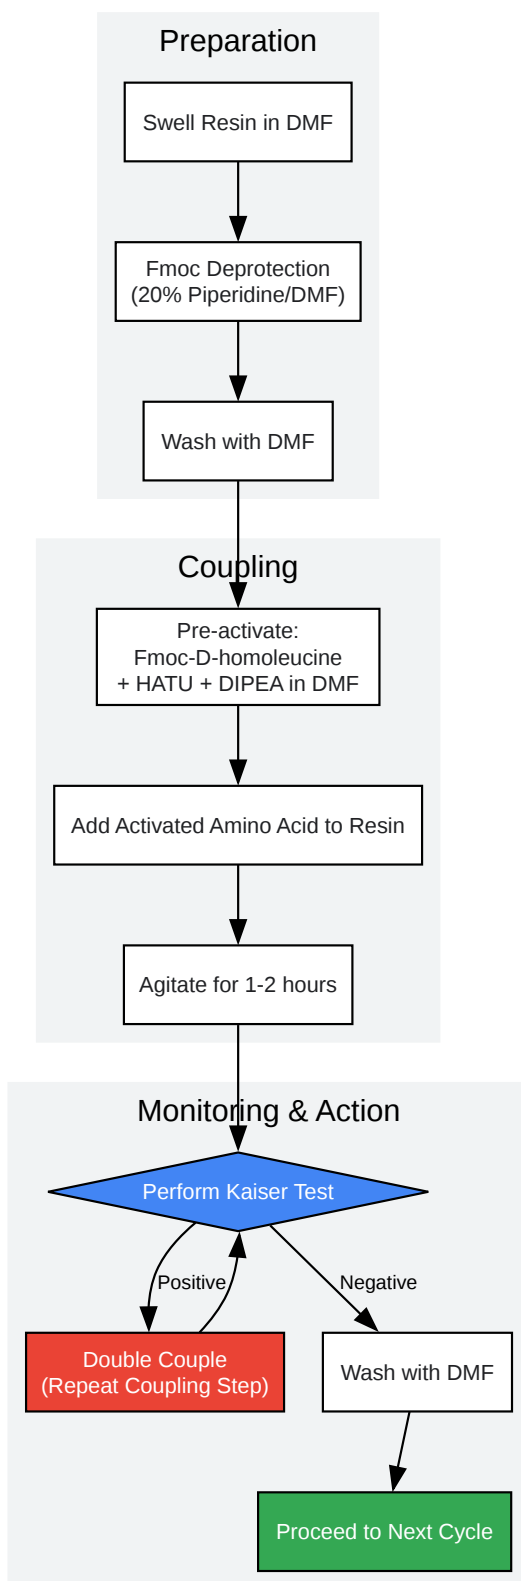 Preparation
Swell Resin in DMF
Fmoc Deprotection
(20% Piperidine/DMF)
Wash with DMF
Coupling
Pre-activate:
Fmoc-D-homoleucine
+ HATU + DIPEA in DMF
Add Activated Amino Acid to Resin
Agitate for 1-2 hours
Monitoring & Action
Perform Kaiser Test
Positive
Negative
Double Couple
(Repeat Coupling Step)
Wash with DMF
Proceed to Next Cycle